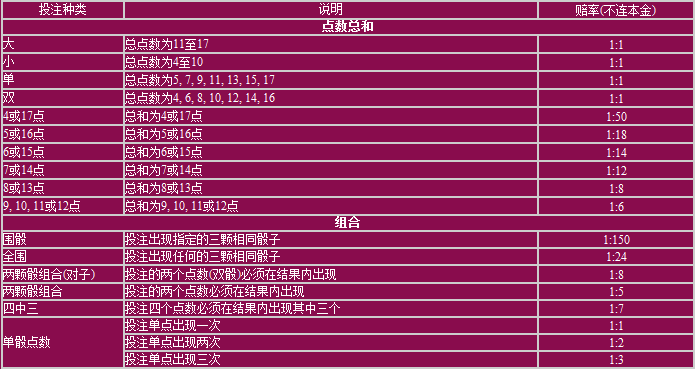 投注种类 说明 赔率(不连本金)
点数总和
大 总点数为11至17 1:1
小 总点数为4至10 1:1
单 总点数为5, 7, 9, 11, 13, 15, 17 1:1
双 总点数为4, 6, 8, 10, 12, 14, 16 1:1
4或17点 总和为4或17点 1:50
5或16点 总和为5或16点 1:18
6或15点 总和为6或15点 1:14
7或14点 总和为7或14点 1:12
8或13点 总和为8或13点 1:8
9, 10, 11或12点 总和为9, 10, 11或12点 1:6
组合
围骰 投注出现指定的三颗相同骰子 1:150
全围 投注出现任何的三颗相同骰子 1:24
两颗骰组合(对子) 投注的两个点数(双骰)必须在结果内出现 1:8
两颗骰组合 投注的两个点数必须在结果内出现 1:5
四中三 投注四个点数必须在结果内出现其中三个 1:7
单骰点数 投注单点出现一次 1:1
投注单点出现两次 1:2
投注单点出现三次 1:3